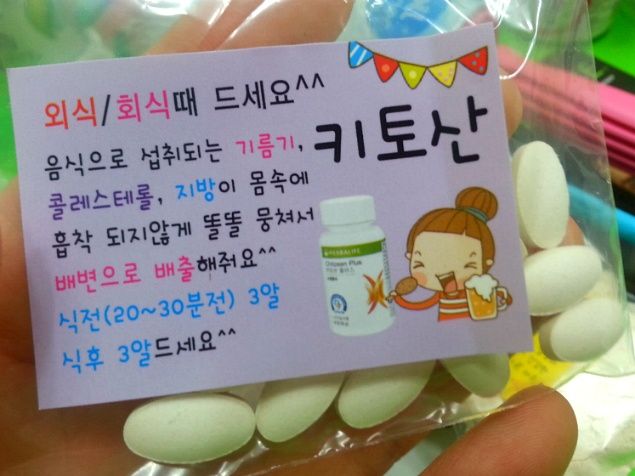 외식/회식때 드세요^^
키토산
음식으로 섭취되는 기름기,
콜레스테롤, 지방이 몸속에
흡착 되지않게 똘똘 뭉쳐서
배변으로 배출해줘요^^
식전(20~30분전) 3알
식후 3알드세요^^
HERBALIFE
Chitosan Plus